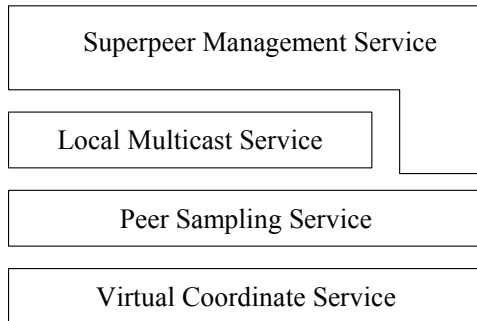 Superpeer Management Service
Local Multicast Service
Peer Sampling Service
Virtual Coordinate Service